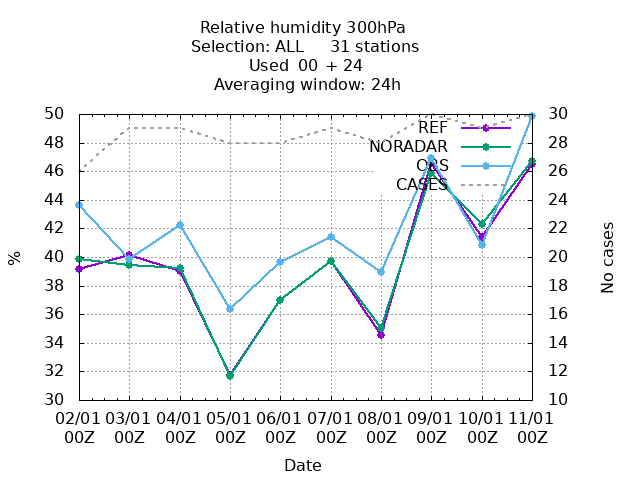 Relative humidity 300hPa
Selection: ALL 31 stations
Used 00 + 24
Averaging window: 24h
50 30
REF
48 28
NORADAR
46 26
OBS
CASES
44 24
42 22
40 20
% No cases
38 18
36 16
34 14
32 12
30 10
02/01 03/01 04/01 05/01 06/01 07/01 08/01 09/01 10/01 11/01
00Z 00Z 00Z 00Z 00Z 00Z 00Z 00Z 00Z 00Z
Date